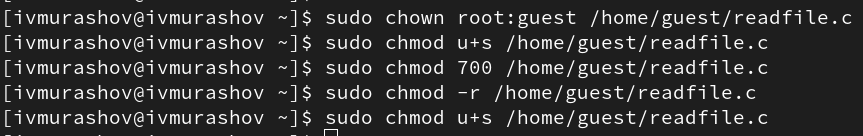 [ivmurashov@ivmurashov ~]$ sudo chown root:guest /home/guest/readfile.c
[ivmurashov@ivmurashov ~]$ sudo chmod u+s /home/guest/readfile.c
[ivmurashov@ivmurashov ~]$ sudo chmod 700 /home/guest/readfile.c
[ivmurashov@ivmurashov ~]$ sudo chmod -r /home/guest/readfile.c
[ivmurashov@ivmurashov ~]$ sudo chmod u+s /home/guest/readfile.c